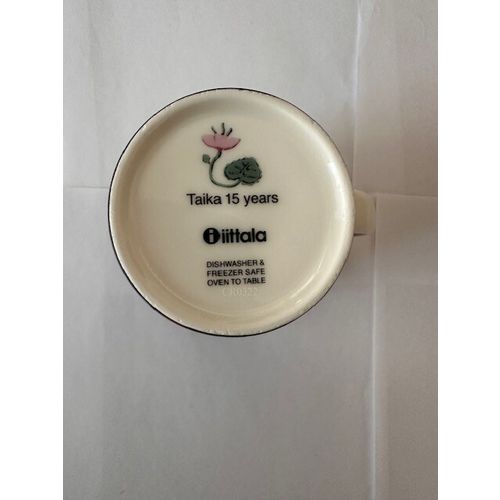 Taika 15 years
iittala
DISHWASHER &
FREEZER SAFE
OVEN TO TABLE